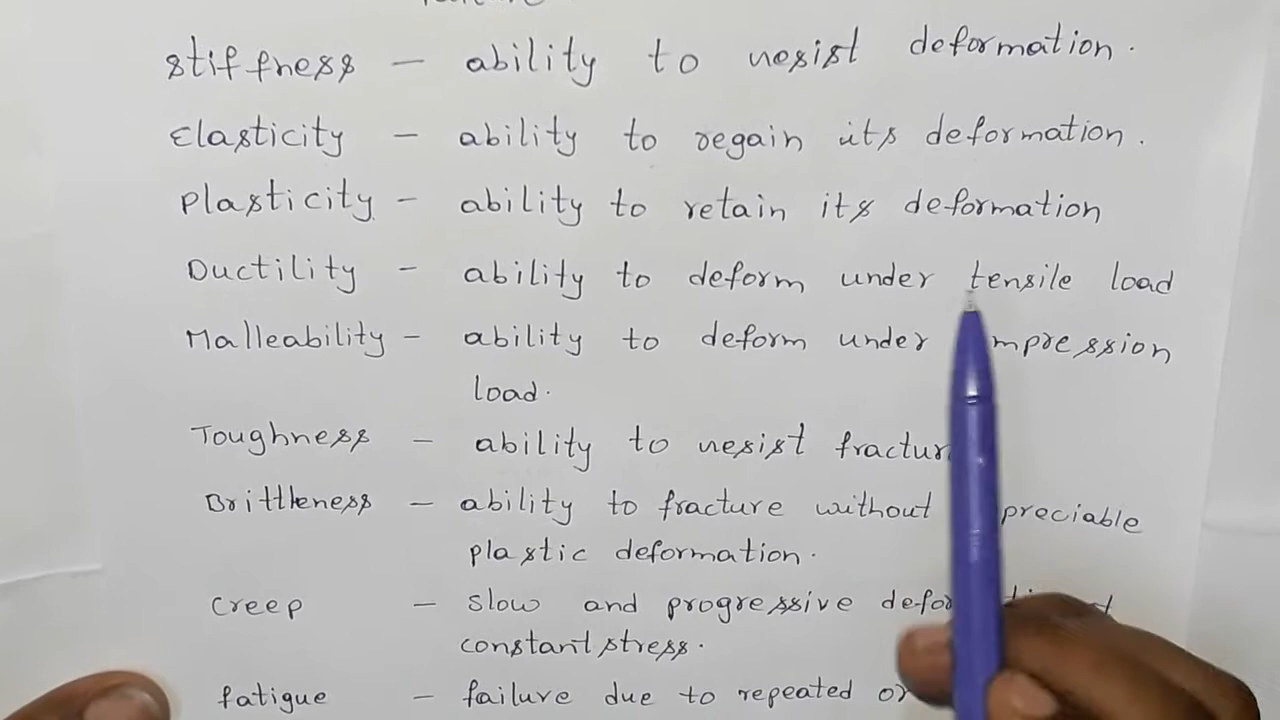 stiffness — ability to resist deformation.
Elasticity — ability to regain its deformation.
Plasticity — ability to retain its deformation
Ductility — ability to deform under tensile load
Malleability — ability to deform under
load.
Toughness — ability to resist
Brittleness — ability to fracture without
plastic deformation.
Creep — slow and progressive
constant stress.
fatigue — failure due to repeated